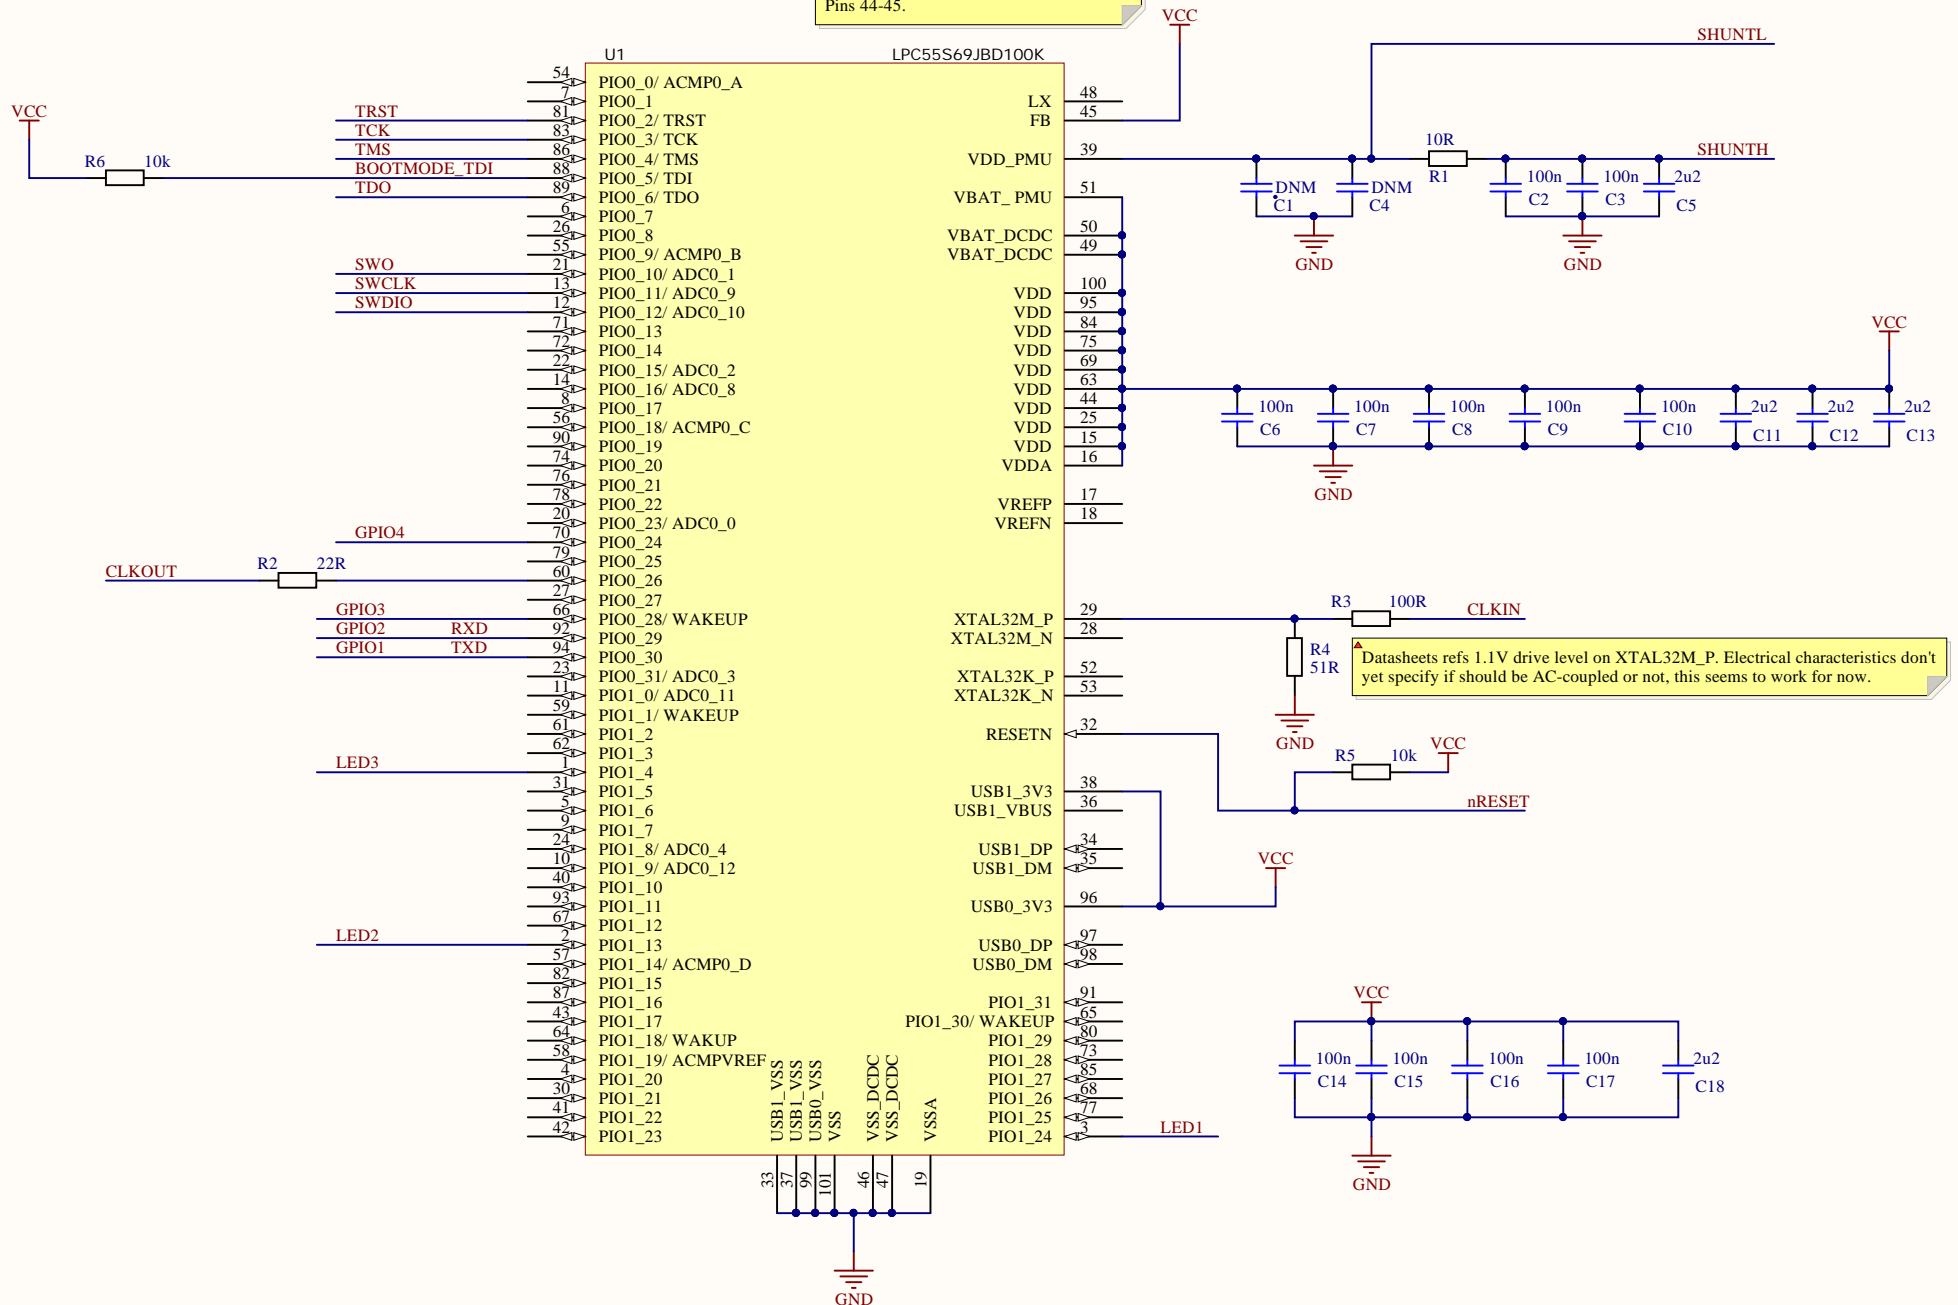 Pins 44-45.
VCC
SHUNTL
U1
LPC55S69JBD100K
54 PIO0_0/ ACMP0_A
7 PIO0_1
TRST 81 PIO0_2/ TRST
TCK 83 PIO0_3/ TCK
TMS 86 PIO0_4/ TMS
BOOTMODE_TDI 88 PIO0_5/ TDI
TDO 89 PIO0_6/ TDO
6 PIO0_7
26 PIO0_8
55 PIO0_9/ ACMP0_B
SWO 21 PIO0_10/ ADC0_1
SWCLK 13 PIO0_11/ ADC0_9
SWDIO 12 PIO0_12/ ADC0_10
71 PIO0_13
72 PIO0_14
22 PIO0_15/ ADC0_2
14 PIO0_16/ ADC0_8
8 PIO0_17
56 PIO0_18/ ACMP0_C
90 PIO0_19
74 PIO0_20
76 PIO0_21
78 PIO0_22
20 PIO0_23/ ADC0_0
GPIO4 70 PIO0_24
79 PIO0_25
60 PIO0_26
27 PIO0_27
GPIO3 66 PIO0_28/ WAKEUP
GPIO2 RXD 92 PIO0_29
GPIO1 TXD 94 PIO0_30
23 PIO0_31/ ADC0_3
11 PIO1_0/ ADC0_11
59 PIO1_1/ WAKEUP
61 PIO1_2
62 PIO1_3
LED3 1 PIO1_4
31 PIO1_5
5 PIO1_6
9 PIO1_7
24 PIO1_8/ ADC0_4
10 PIO1_9/ ADC0_12
40 PIO1_10
93 PIO1_11
67 PIO1_12
LED2 2 PIO1_13
57 PIO1_14/ ACMP0_D
82 PIO1_15
87 PIO1_16
43 PIO1_17
64 PIO1_18/ WAKUP
58 PIO1_19/ ACMPVREF
4 PIO1_20
30 PIO1_21
41 PIO1_22
42 PIO1_23
VCC
R6 10k
CLKOUT
R2 22R
LX 48
FB 45
VDD_PMU 39
VBAT_ PMU 51
VBAT_DCDC 50
VBAT_DCDC 49
VDD 100
VDD 95
VDD 84
VDD 75
VDD 69
VDD 63
VDD 44
VDD 25
VDD 15
VDDA 16
VREFP 17
VREFN 18
XTAL32M_P 29
XTAL32M_N 28
XTAL32K_P 52
XTAL32K_N 53
RESETN 32
USB1_3V3 38
USB1_VBUS 36
USB1_DP 34
USB1_DM 35
USB0_3V3 96
USB0_DP 97
USB0_DM 98
PIO1_31 91
PIO1_30/ WAKEUP 65
PIO1_29 80
PIO1_28 73
PIO1_27 85
PIO1_26 68
PIO1_25 77
PIO1_24 3 LED1
USB1_VSS 33
USB1_VSS 37
USB0_VSS 99
VSS 101
VSS_DCDC 46
VSS_DCDC 47
VSSA 19
GND
10R
R1
SHUNTH
DNM
C1
DNM
C4
GND
100n
C2
100n
C3
2u2
C5
GND
VCC
100n
C6
100n
C7
100n
C8
100n
C9
100n
C10
2u2
C11
2u2
C12
2u2
C13
GND
R3 100R CLKIN
R4
51R
GND
Datasheets refs 1.1V drive level on XTAL32M_P. Electrical characteristics don't
yet specify if should be AC-coupled or not, this seems to work for now.
R5 10k VCC
nRESET
VCC
VCC
100n
C14
100n
C15
100n
C16
100n
C17
2u2
C18
GND